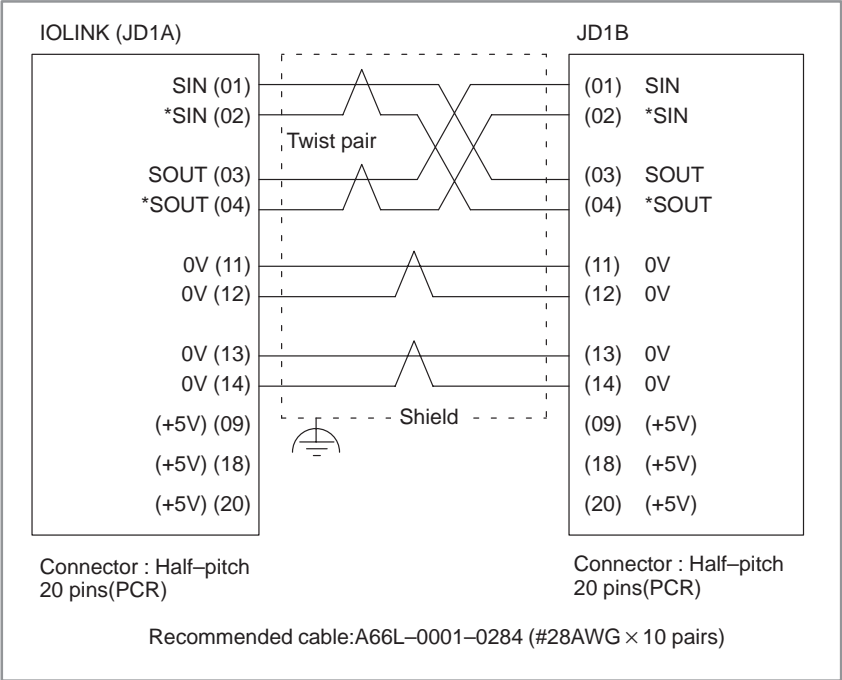 IOLINK (JD1A)
JD1B
SIN (01)
*SIN (02)
SOUT (03)
*SOUT (04)
0V (11)
0V (12)
0V (13)
0V (14)
(+5V) (09)
(+5V) (18)
(+5V) (20)
Twist pair
Shield
(01) SIN
(02) *SIN
(03) SOUT
(04) *SOUT
(11) 0V
(12) 0V
(13) 0V
(14) 0V
(09) (+5V)
(18) (+5V)
(20) (+5V)
Connector : Half–pitch
20 pins(PCR)
Connector : Half–pitch
20 pins(PCR)
Recommended cable:A66L–0001–0284 (#28AWG × 10 pairs)